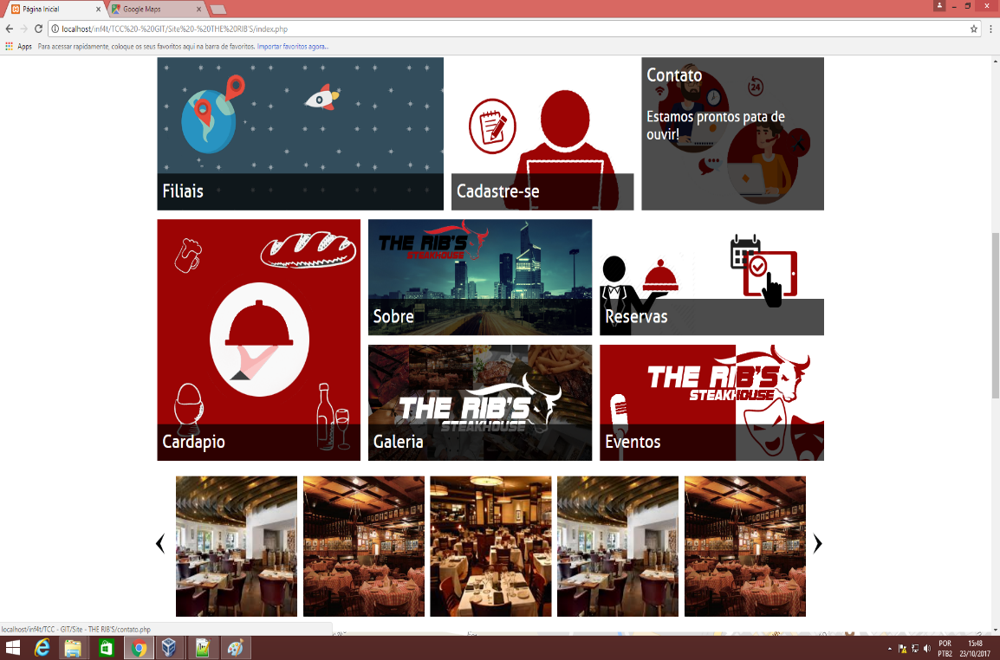 Página Inicial
Google Maps
localhost/inf4t/TCC%20-%20GIT/Site%20-%20THE%20RIB'S/index.php
Apps
Para acessar rapidamente, coloque os seus favoritos aqui na barra de favoritos. Importar favoritos agora...
Filiais
Cadastre-se
Contato
24
Estamos prontos pata de
ouvir!
THE RIB'S
STEAKHOUSE
Sobre
Reservas
Cardapio
THE RIB'S
STEAKHOUSE
Galeria
THE RIB'S
STEAKHOUSE
Eventos
localhost/inf4t/TCC - GIT/Site - THE RIB'S/contato.php
POR
PTB2
15:48
23/10/2017